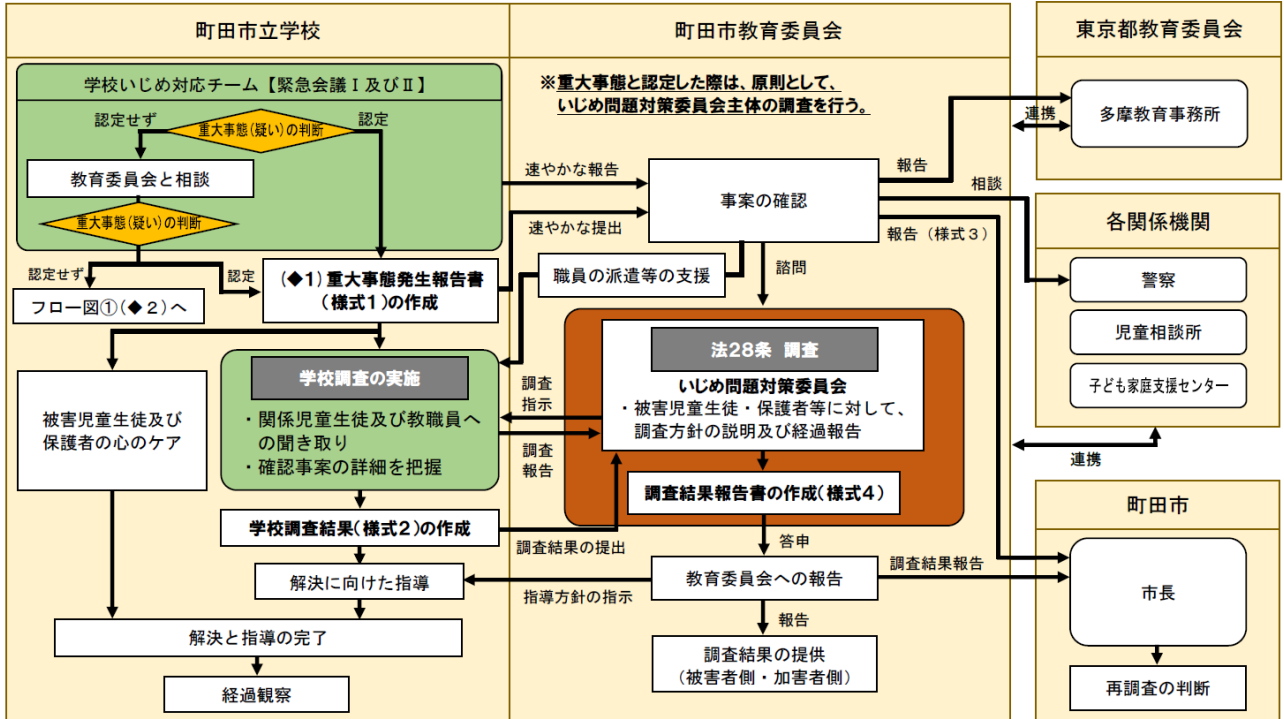 町田市立学校
学校いじめ対応チーム【緊急会議Ⅰ及びⅡ】
認定せず
重大事態(疑い)の判断
認定
教育委員会と相談
重大事態(疑い)の判断
認定せず
認定
フロー図①(◆2)へ
(◆1)重大事態発生報告書
(様式1)の作成
被害児童生徒及び
保護者の心のケア
学校調査の実施
・関係児童生徒及び教職員へ
の聞き取り
・確認事案の詳細を把握
学校調査結果(様式2)の作成
解決に向けた指導
解決と指導の完了
経過観察
町田市教育委員会
※重大事態と認定した際は、原則として、
いじめ問題対策委員会主体の調査を行う。
速やかな報告
速やかな提出
事案の確認
職員の派遣等の支援
諮問
法28条 調査
いじめ問題対策委員会
・被害児童生徒・保護者等に対して、
調査方針の説明及び経過報告
調査
指示
調査
報告
調査結果報告書の作成(様式4)
調査結果の提出
答申
教育委員会への報告
指導方針の指示
報告
調査結果の提供
(被害者側・加害者側)
報告
相談
報告(様式3)
調査結果報告
東京都教育委員会
連携
多摩教育事務所
各関係機関
警察
児童相談所
子ども家庭支援センター
連携
町田市
市長
再調査の判断